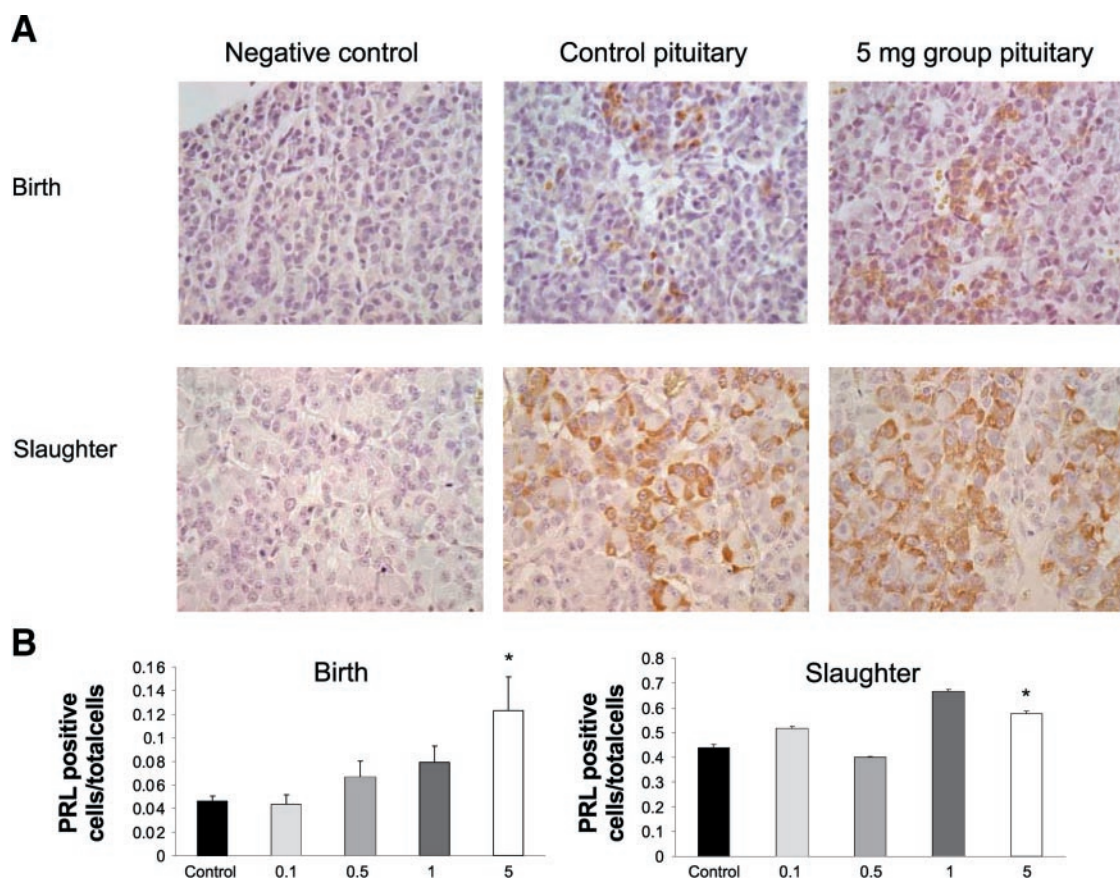 A
Negative control
Control pituitary
5 mg group pituitary
Birth
Slaughter
B
Birth
PRL positive
cells/totalcells
0.16
0.14
0.12
0.1
0.08
0.06
0.04
0.02
0
*
Control 0.1 0.5 1 5
Slaughter
PRL positive
cells/totalcells
0.8
0.7
0.6
0.5
0.4
0.3
0.2
0.1
0
*
Control 0.1 0.5 1 5